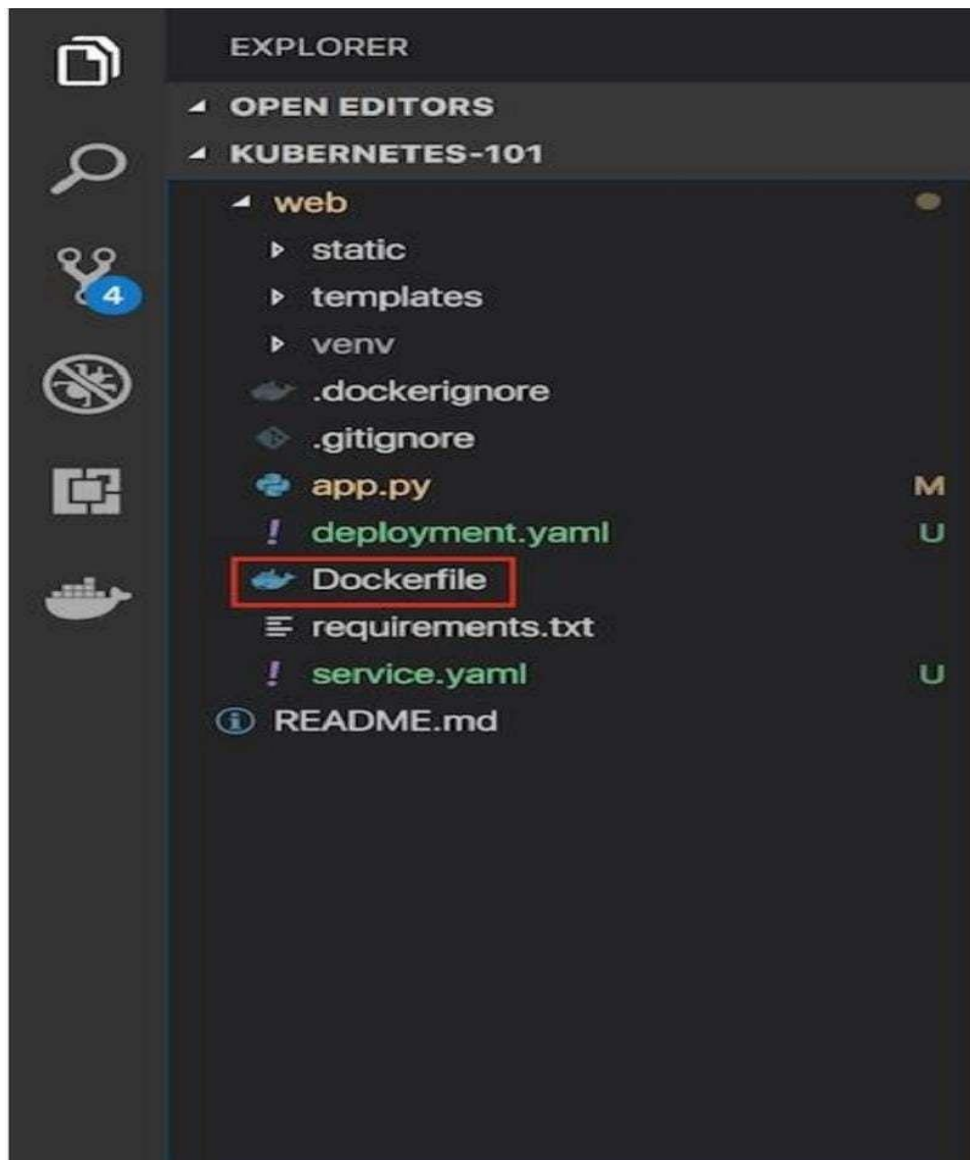 EXPLORER
OPEN EDITORS
KUBERNETES-101
web
static
templates
4
venv
.dockerignore
.gitignore
app.py M
deployment.yaml U
Dockerfile
requirements.txt
service.yaml U
README.md